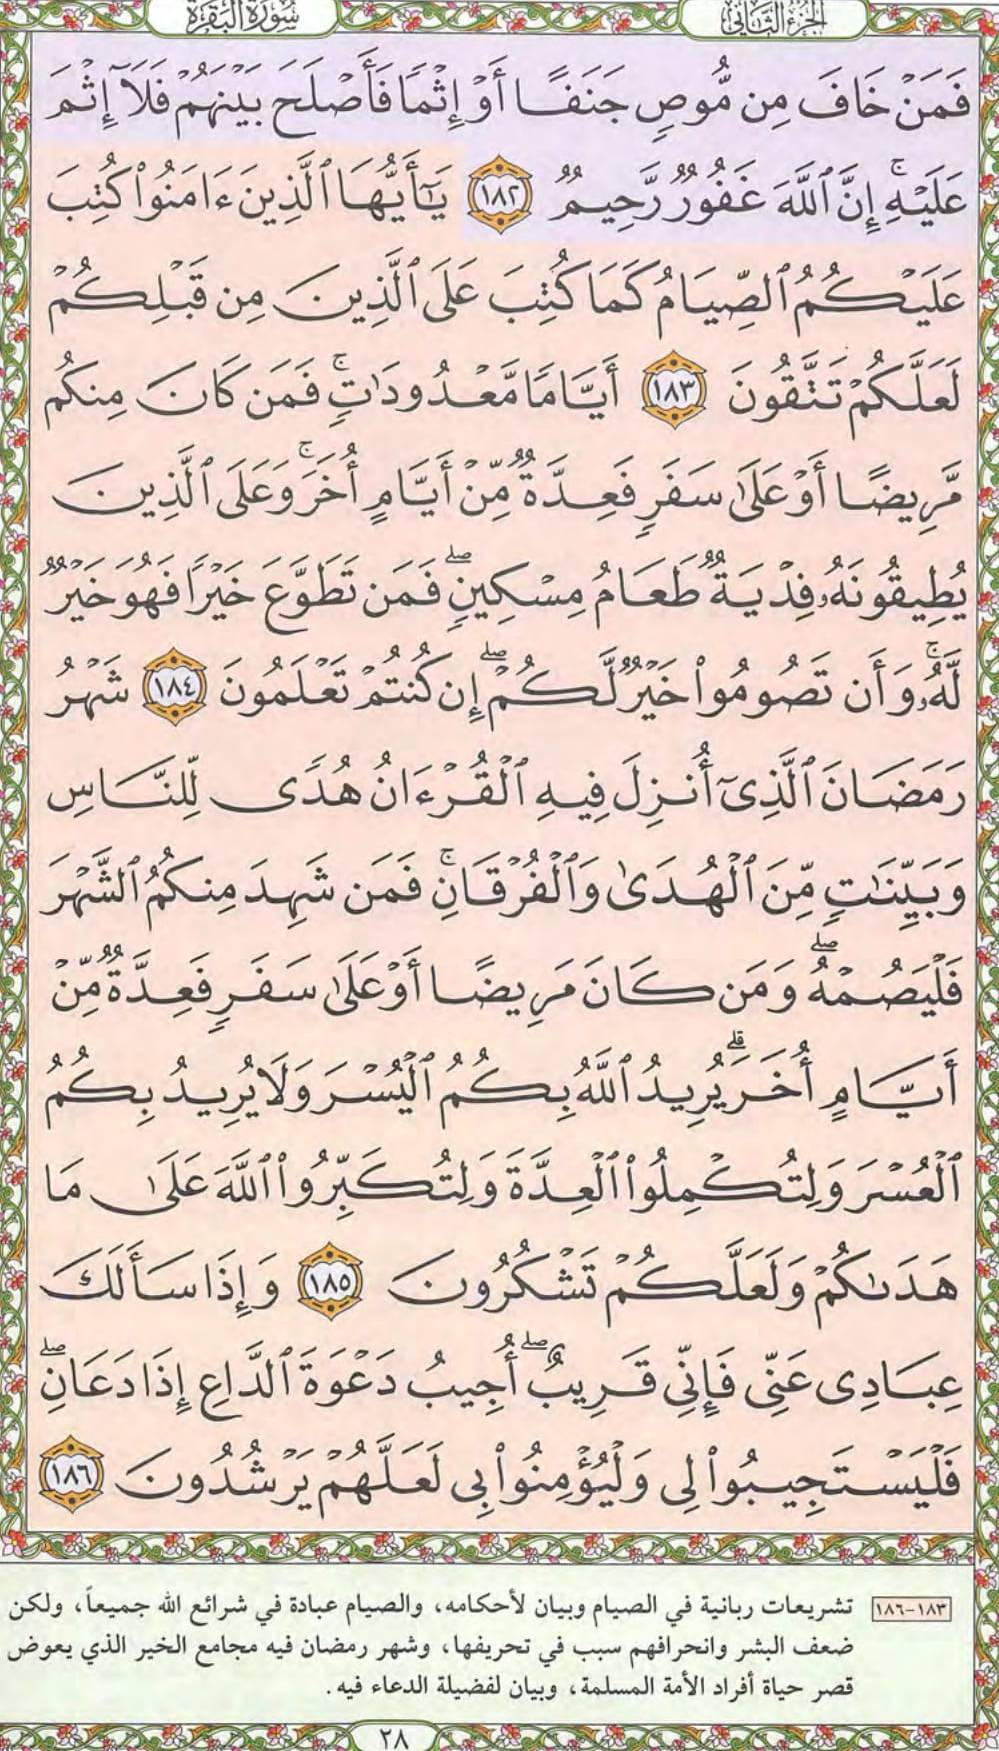 الجزء الثاني
سورة البقرة
فَمَنْ خَافَ مِن مُّوصٍ جَنَفًا أَوْ إِثْمًا فَأَصْلَحَ بَيْنَهُمْ فَلَآ إِثْمَ
عَلَيْهِ ۚ إِنَّ ٱللَّهَ غَفُورٌ رَّحِيمٌ ١٨٢ يَـٰٓأَيُّهَا ٱلَّذِينَ ءَامَنُوا۟ كُتِبَ
عَلَيْكُمُ ٱلصِّيَامُ كَمَا كُتِبَ عَلَى ٱلَّذِينَ مِن قَبْلِكُمْ
لَعَلَّكُمْ تَتَّقُونَ ١٨٣ أَيَّامًا مَّعْدُودَٰتٍ ۚ فَمَن كَانَ مِنكُم
مَّرِيضًا أَوْ عَلَىٰ سَفَرٍ فَعِدَّةٌ مِّنْ أَيَّامٍ أُخَرَ ۚ وَعَلَى ٱلَّذِينَ
يُطِيقُونَهُۥ فِدْيَةٌ طَعَامُ مِسْكِينٍ ۖ فَمَن تَطَوَّعَ خَيْرًا فَهُوَ خَيْرٌ
لَّهُۥ ۚ وَأَن تَصُومُوا۟ خَيْرٌ لَّكُمْ ۖ إِن كُنتُمْ تَعْلَمُونَ ١٨٤ شَهْرُ
رَمَضَانَ ٱلَّذِىٓ أُنزِلَ فِيهِ ٱلْقُرْءَانُ هُدًى لِّلنَّاسِ
وَبَيِّنَـٰتٍ مِّنَ ٱلْهُدَىٰ وَٱلْفُرْقَانِ ۚ فَمَن شَهِدَ مِنكُمُ ٱلشَّهْرَ
فَلْيَصُمْهُ ۖ وَمَن كَانَ مَرِيضًا أَوْ عَلَىٰ سَفَرٍ فَعِدَّةٌ مِّنْ
أَيَّامٍ أُخَرَ ۗ يُرِيدُ ٱللَّهُ بِكُمُ ٱلْيُسْرَ وَلَا يُرِيدُ بِكُمُ
ٱلْعُسْرَ وَلِتُكْمِلُوا۟ ٱلْعِدَّةَ وَلِتُكَبِّرُوا۟ ٱللَّهَ عَلَىٰ مَا
هَدَىٰكُمْ وَلَعَلَّكُمْ تَشْكُرُونَ ١٨٥ وَإِذَا سَأَلَكَ
عِبَادِى عَنِّى فَإِنِّى قَرِيبٌ ۖ أُجِيبُ دَعْوَةَ ٱلدَّاعِ إِذَا دَعَانِ ۖ
فَلْيَسْتَجِيبُوا۟ لِى وَلْيُؤْمِنُوا۟ بِى لَعَلَّهُمْ يَرْشُدُونَ ١٨٦
١٨٣-١٨٦ تشريعات ربانية في الصيام وبيان لأحكامه، والصيام عبادة في شرائع الله جميعاً، ولكن
ضعف البشر وانحرافهم سبب في تحريفها، وشهر رمضان فيه مجامع الخير الذي يعوض
قصر حياة أفراد الأمة المسلمة، وبيان لفضيلة الدعاء فيه.
٢٨